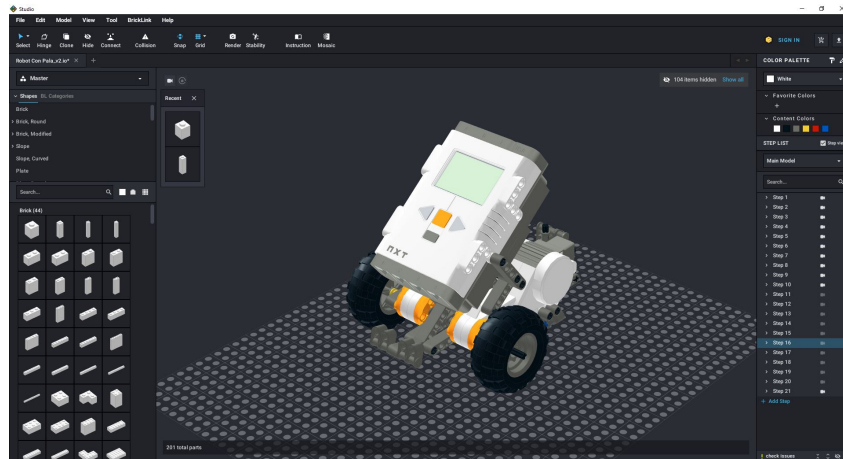 Studio
File Edit Model View Tool BrickLink Help
Select Hinge Clone Hide Connect Collision Snap Grid Render Stability Instruction Mosaic
SIGN IN
Robot Con Pala_v2.io* × +
Master
104 items hidden Show all
Shapes BL Categories
Brick
Brick, Round
Brick, Modified
Slope
Slope, Curved
Plate
Search...
Brick (44)
Recent ×
NXT
201 total parts
COLOR PALETTE
White
Favorite Colors
+
Content Colors
STEP LIST Step vie
Main Model
Search...
Step 1
Step 2
Step 3
Step 4
Step 5
Step 6
Step 7
Step 8
Step 9
Step 10
Step 11
Step 12
Step 13
Step 14
Step 15
Step 16
Step 17
Step 18
Step 19
Step 20
Step 21
+ Add Step
! check issues